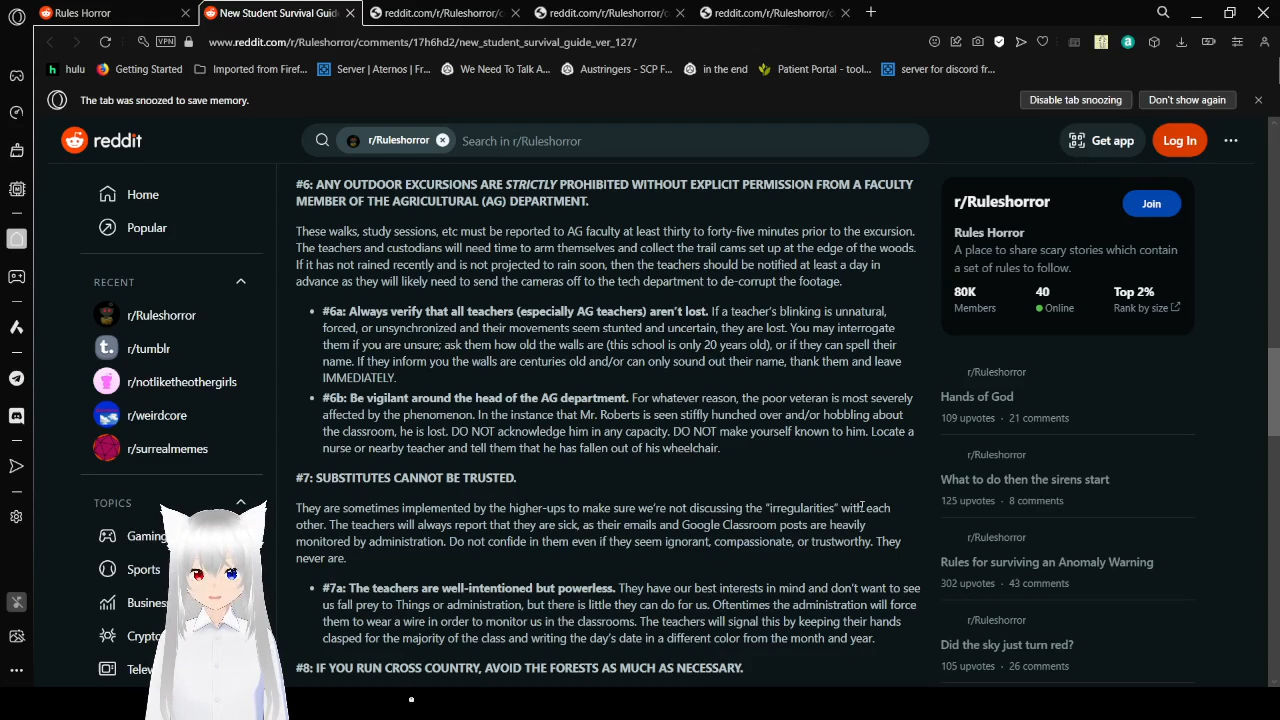 Rules Horror
New Student Survival Guide
reddit.com/r/Ruleshorror/c
reddit.com/r/Ruleshorror/c
reddit.com/r/Ruleshorror/c
VPN
www.reddit.com/r/Ruleshorror/comments/17h6hd2/new_student_survival_guide_ver_127/
hulu
Getting Started
Imported from Firef...
Server | Aternos | Fr...
We Need To Talk A...
Austringers - SCP F...
in the end
Patient Portal - tool...
server for discord fr...
The tab was snoozed to save memory.
Disable tab snoozing
Don't show again
reddit
r/Ruleshorror
Search in r/Ruleshorror
Get app
Log In
Home
Popular
RECENT
r/Ruleshorror
r/tumblr
r/notliketheothergirls
r/weirdcore
r/surrealmemes
TOPICS
Gaming
Sports
Busines
Crypto
Telev
#6: ANY OUTDOOR EXCURSIONS ARE STRICTLY PROHIBITED WITHOUT EXPLICIT PERMISSION FROM A FACULTY
MEMBER OF THE AGRICULTURAL (AG) DEPARTMENT.
These walks, study sessions, etc must be reported to AG faculty at least thirty to forty-five minutes prior to the excursion.
The teachers and custodians will need time to arm themselves and collect the trail cams set up at the edge of the woods.
If it has not rained recently and is not projected to rain soon, then the teachers should be notified at least a day in
advance as they will likely need to send the cameras off to the tech department to de-corrupt the footage.
#6a: Always verify that all teachers (especially AG teachers) aren't lost. If a teacher's blinking is unnatural,
forced, or unsynchronized and their movements seem stunted and uncertain, they are lost. You may interrogate
them if you are unsure; ask them how old the walls are (this school is only 20 years old), or if they can spell their
name. If they inform you the walls are centuries old and/or can only sound out their name, thank them and leave
IMMEDIATELY.
#6b: Be vigilant around the head of the AG department. For whatever reason, the poor veteran is most severely
affected by the phenomenon. In the instance that Mr. Roberts is seen stiffly hunched over and/or hobbling about
the classroom, he is lost. DO NOT acknowledge him in any capacity. DO NOT make yourself known to him. Locate a
nurse or nearby teacher and tell them that he has fallen out of his wheelchair.
#7: SUBSTITUTES CANNOT BE TRUSTED.
They are sometimes implemented by the higher-ups to make sure we're not discussing the "irregularities" with each
other. The teachers will always report that they are sick, as their emails and Google Classroom posts are heavily
monitored by administration. Do not confide in them even if they seem ignorant, compassionate, or trustworthy. They
never are.
#7a: The teachers are well-intentioned but powerless. They have our best interests in mind and don't want to see
us fall prey to Things or administration, but there is little they can do for us. Oftentimes the administration will force
them to wear a wire in order to monitor us in the classrooms. The teachers will signal this by keeping their hands
clasped for the majority of the class and writing the day's date in a different color from the month and year.
#8: IF YOU RUN CROSS COUNTRY, AVOID THE FORESTS AS MUCH AS NECESSARY.
r/Ruleshorror
Join
Rules Horror
A place to share scary stories which contain
a set of rules to follow.
80K
40
Top 2%
Members
Online
Rank by size
r/Ruleshorror
Hands of God
109 upvotes · 21 comments
r/Ruleshorror
What to do then the sirens start
125 upvotes · 8 comments
r/Ruleshorror
Rules for surviving an Anomaly Warning
302 upvotes · 43 comments
r/Ruleshorror
Did the sky just turn red?
105 upvotes · 26 comments